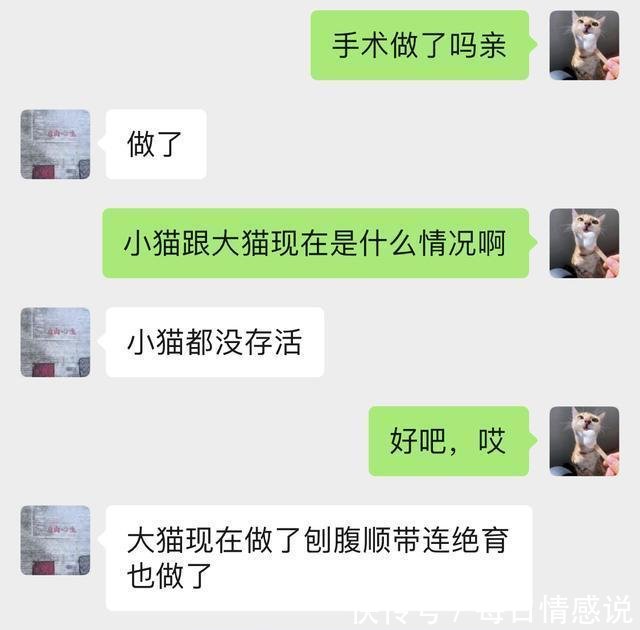 手术做了吗亲
做了
小猫跟大猫现在是什么情况啊
小猫都没存活
好吧，哎
大猫现在做了刨腹顺带连绝育
也做了
快传号 / 每日情感说